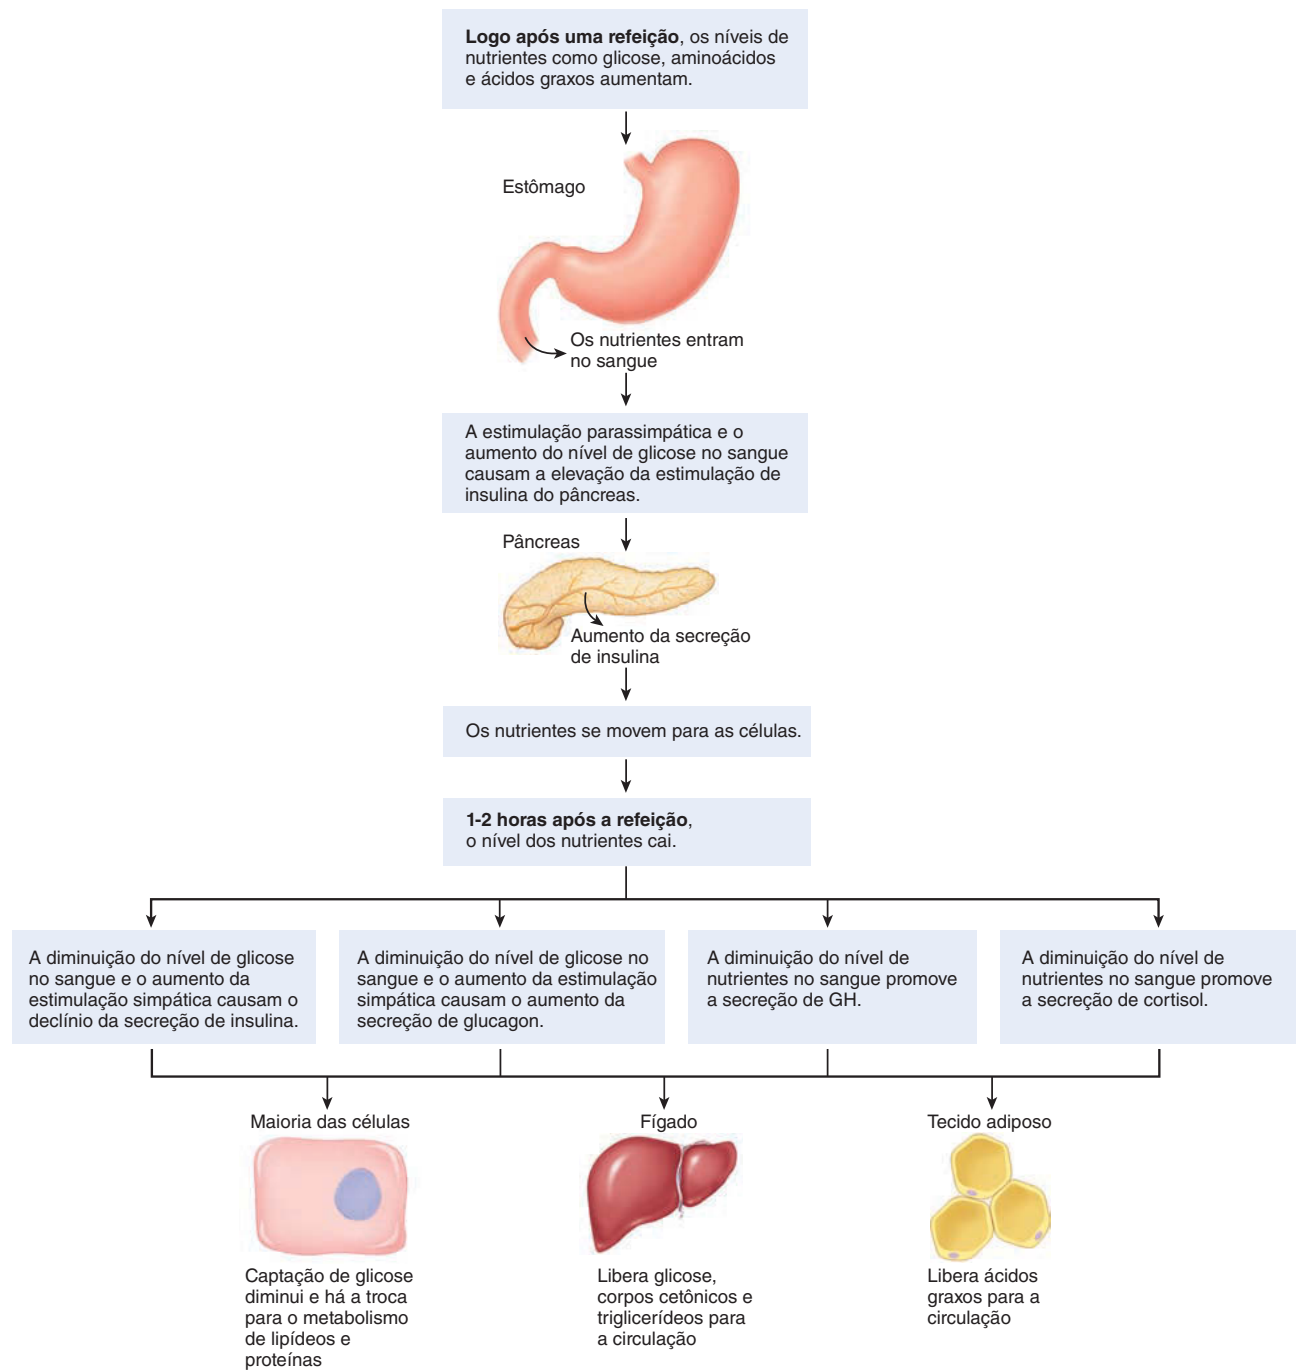 Logo após uma refeição, os níveis de
nutrientes como glicose, aminoácidos
e ácidos graxos aumentam.
Estômago
Os nutrientes entram
no sangue
A estimulação parassimpática e o
aumento do nível de glicose no sangue
causam a elevação da estimulação de
insulina do pâncreas.
Pâncreas
Aumento da secreção
de insulina
Os nutrientes se movem para as células.
1-2 horas após a refeição,
o nível dos nutrientes cai.
A diminuição do nível de glicose
no sangue e o aumento da
estimulação simpática causam o
declínio da secreção de insulina.
A diminuição do nível de glicose no
sangue e o aumento da estimulação
simpática causam o aumento da
secreção de glucagon.
A diminuição do nível de
nutrientes no sangue promove
a secreção de GH.
A diminuição do nível de
nutrientes no sangue promove
a secreção de cortisol.
Maioria das células
Captação de glicose
diminui e há a troca
para o metabolismo
de lipídeos e
proteínas
Fígado
Libera glicose,
corpos cetônicos e
triglicerídeos para
a circulação
Tecido adiposo
Libera ácidos
graxos para a
circulação